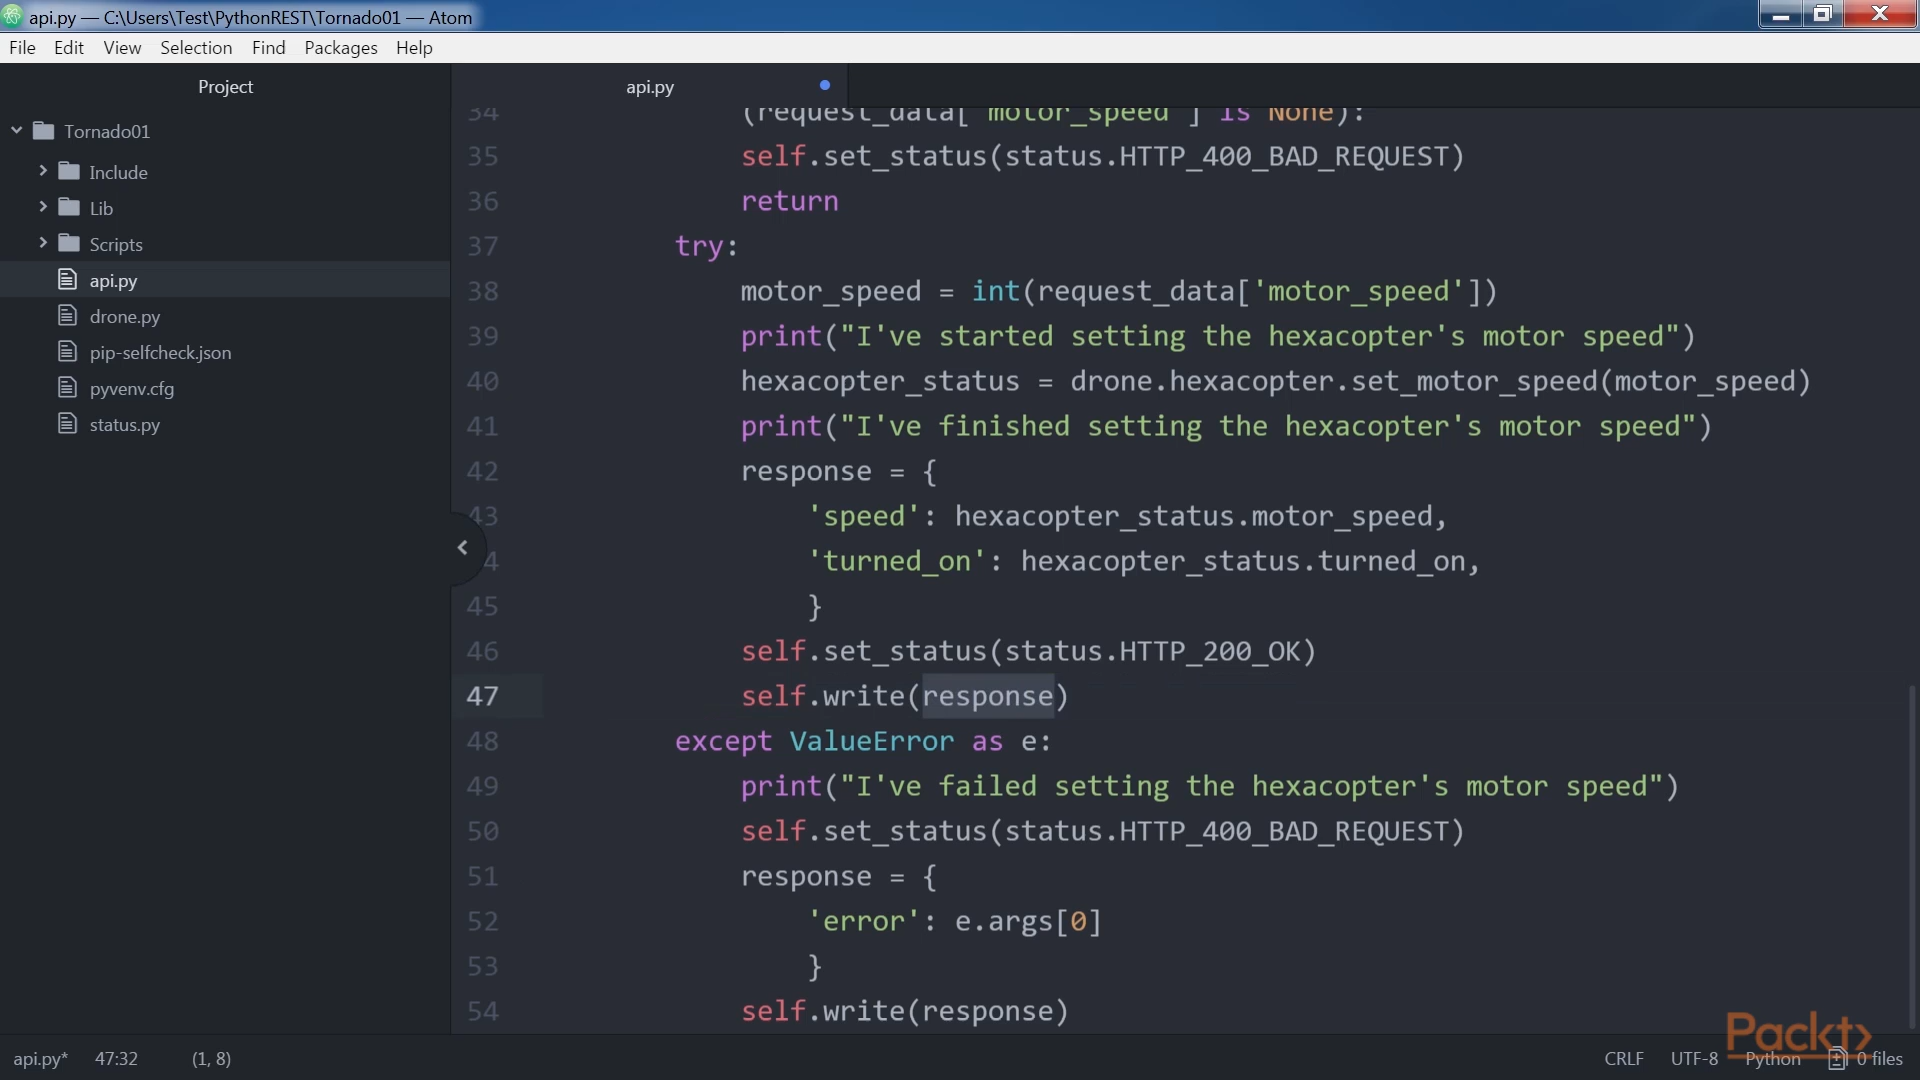 api.py — C:\Users\Test\PythonREST\Tornado01 — Atom
File Edit View Selection Find Packages Help
Project
api.py
Tornado01
Include
Lib
Scripts
api.py
drone.py
pip-selfcheck.json
pyvenv.cfg
status.py
34 (request_data['motor_speed'] is None):
35 self.set_status(status.HTTP_400_BAD_REQUEST)
36 return
37 try:
38 motor_speed = int(request_data['motor_speed'])
39 print("I've started setting the hexacopter's motor speed")
40 hexacopter_status = drone.hexacopter.set_motor_speed(motor_speed)
41 print("I've finished setting the hexacopter's motor speed")
42 response = {
43 'speed': hexacopter_status.motor_speed,
4 'turned_on': hexacopter_status.turned_on,
45 }
46 self.set_status(status.HTTP_200_OK)
47 self.write(response)
48 except ValueError as e:
49 print("I've failed setting the hexacopter's motor speed")
50 self.set_status(status.HTTP_400_BAD_REQUEST)
51 response = {
52 'error': e.args[0]
53 }
54 self.write(response)
Packt>
api.py* 47:32 (1, 8) CRLF UTF-8 Python 0 files